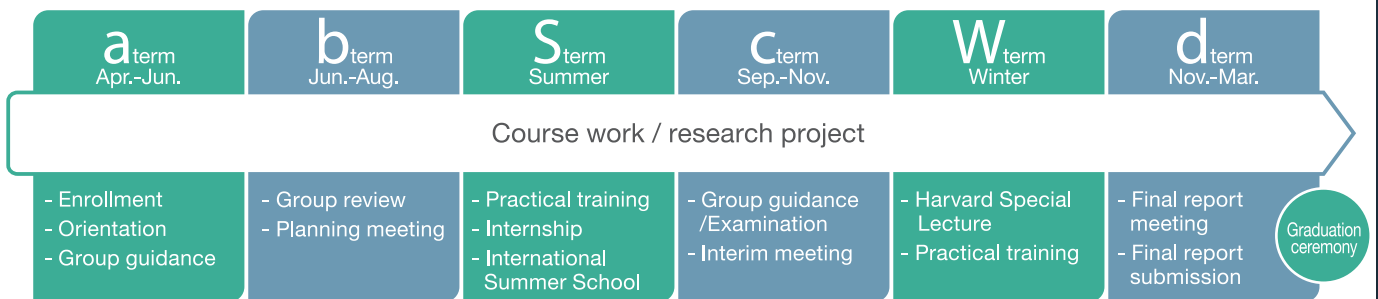 a term
Apr.-Jun.
b term
Jun.-Aug.
S term
Summer
c term
Sep.-Nov.
W term
Winter
d term
Nov.-Mar.
Course work / research project
- Enrollment
- Orientation
- Group guidance
- Group review
- Planning meeting
- Practical training
- Internship
- International
Summer School
- Group guidance
/Examination
- Interim meeting
- Harvard Special
Lecture
- Practical training
- Final report
meeting
- Final report
submission
Graduation
ceremony